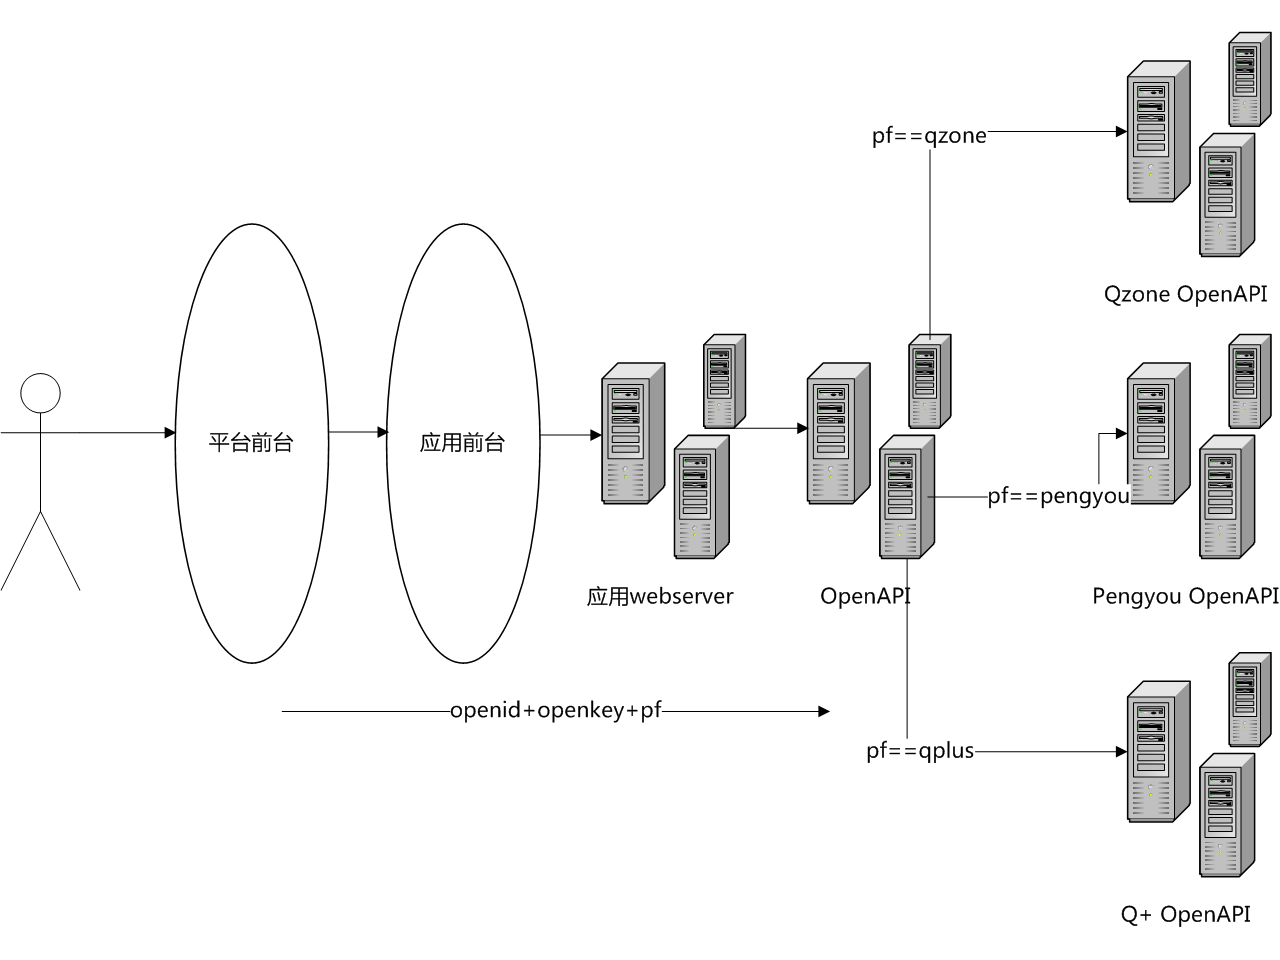 pf==qzone
Qzone OpenAPI
平台前台
应用前台
pf==pengyou
应用webserver
OpenAPI
Pengyou OpenAPI
openid+openkey+pf
pf==qplus
Q+ OpenAPI